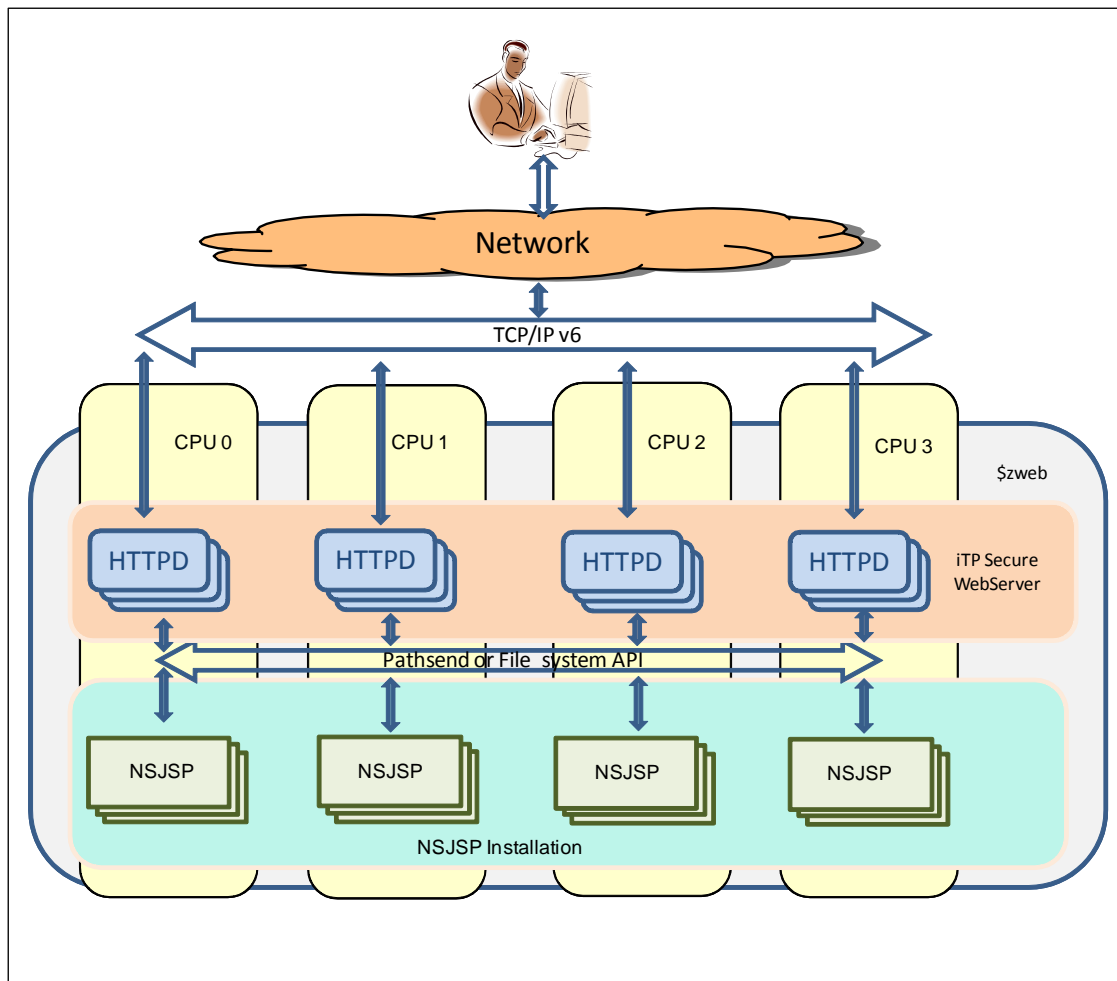 Network
TCP/IP v6
CPU 0
CPU 1
CPU 2
CPU 3
$zweb
HTTPD
HTTPD
HTTPD
HTTPD
iTP Secure
WebServer
Pathsend or File system API
NSJSP
NSJSP
NSJSP
NSJSP
NSJSP Installation